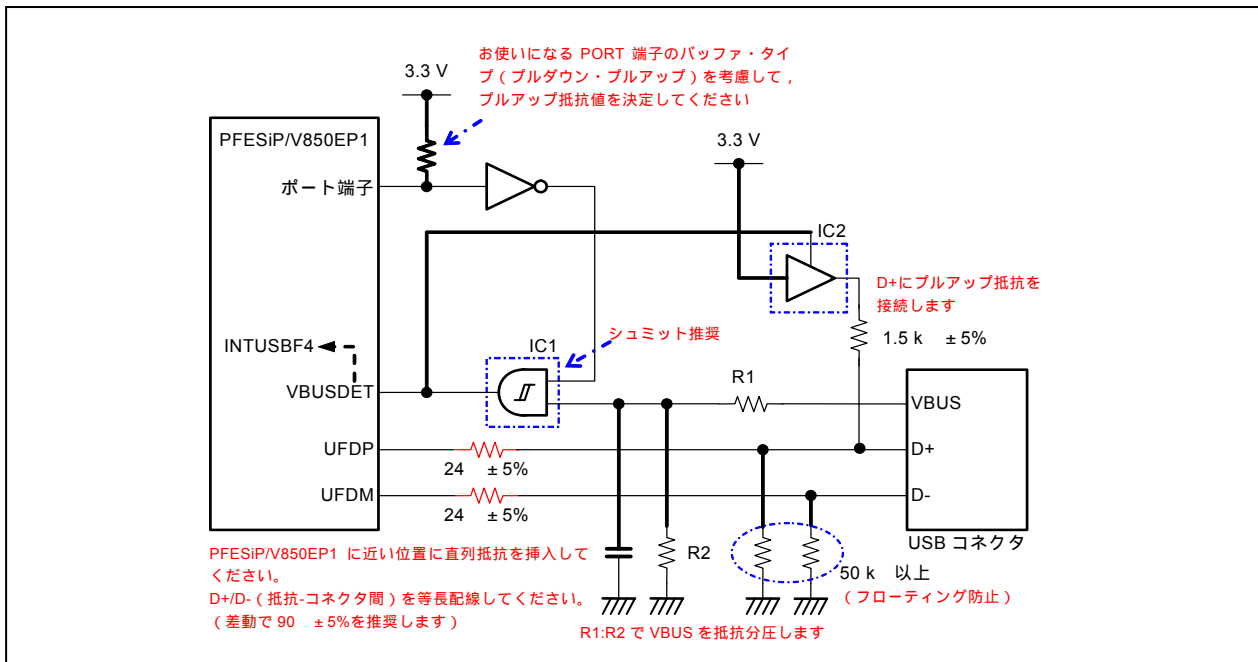 お使いになる PORT 端子のバッファ・タイ
プ（プルダウン・プルアップ）を考慮して，
プルアップ抵抗値を決定してください
3.3 V
PFESiP/V850EP1
3.3 V
ポート端子
IC2
D+にプルアップ抵抗を
接続します
シュミット推奨
1.5 k ±5%
INTUSBF4
IC1
R1
VBUSDET
VBUS
UFDP
24 ±5%
D+
UFDM
24 ±5%
D-
USB コネクタ
PFESiP/V850EP1 に近い位置に直列抵抗を挿入して
ください。
D+/D-（抵抗-コネクタ間）を等長配線してください。
（差動で 90 ±5%を推奨します）
R2
50 k 以上
（フローティング防止）
R1:R2 で VBUS を抵抗分圧します